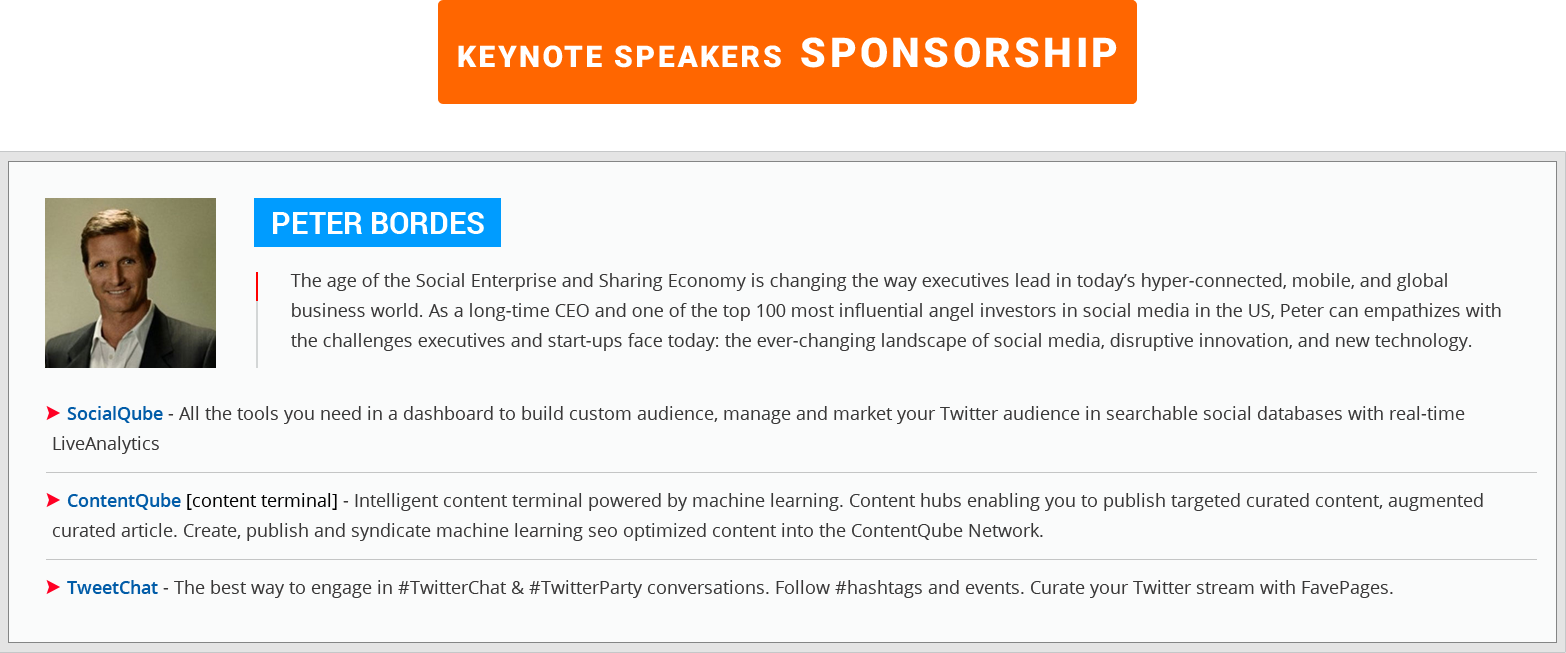 KEYNOTE SPEAKERS SPONSORSHIP
PETER BORDES
The age of the Social Enterprise and Sharing Economy is changing the way executives lead in today’s hyper-connected, mobile, and global
business world. As a long-time CEO and one of the top 100 most influential angel investors in social media in the US, Peter can empathizes with
the challenges executives and start-ups face today: the ever-changing landscape of social media, disruptive innovation, and new technology.
SocialQube - All the tools you need in a dashboard to build custom audience, manage and market your Twitter audience in searchable social databases with real-time
LiveAnalytics
ContentQube [content terminal] - Intelligent content terminal powered by machine learning. Content hubs enabling you to publish targeted curated content, augmented
curated article. Create, publish and syndicate machine learning seo optimized content into the ContentQube Network.
TweetChat - The best way to engage in #TwitterChat & #TwitterParty conversations. Follow #hashtags and events. Curate your Twitter stream with FavePages.